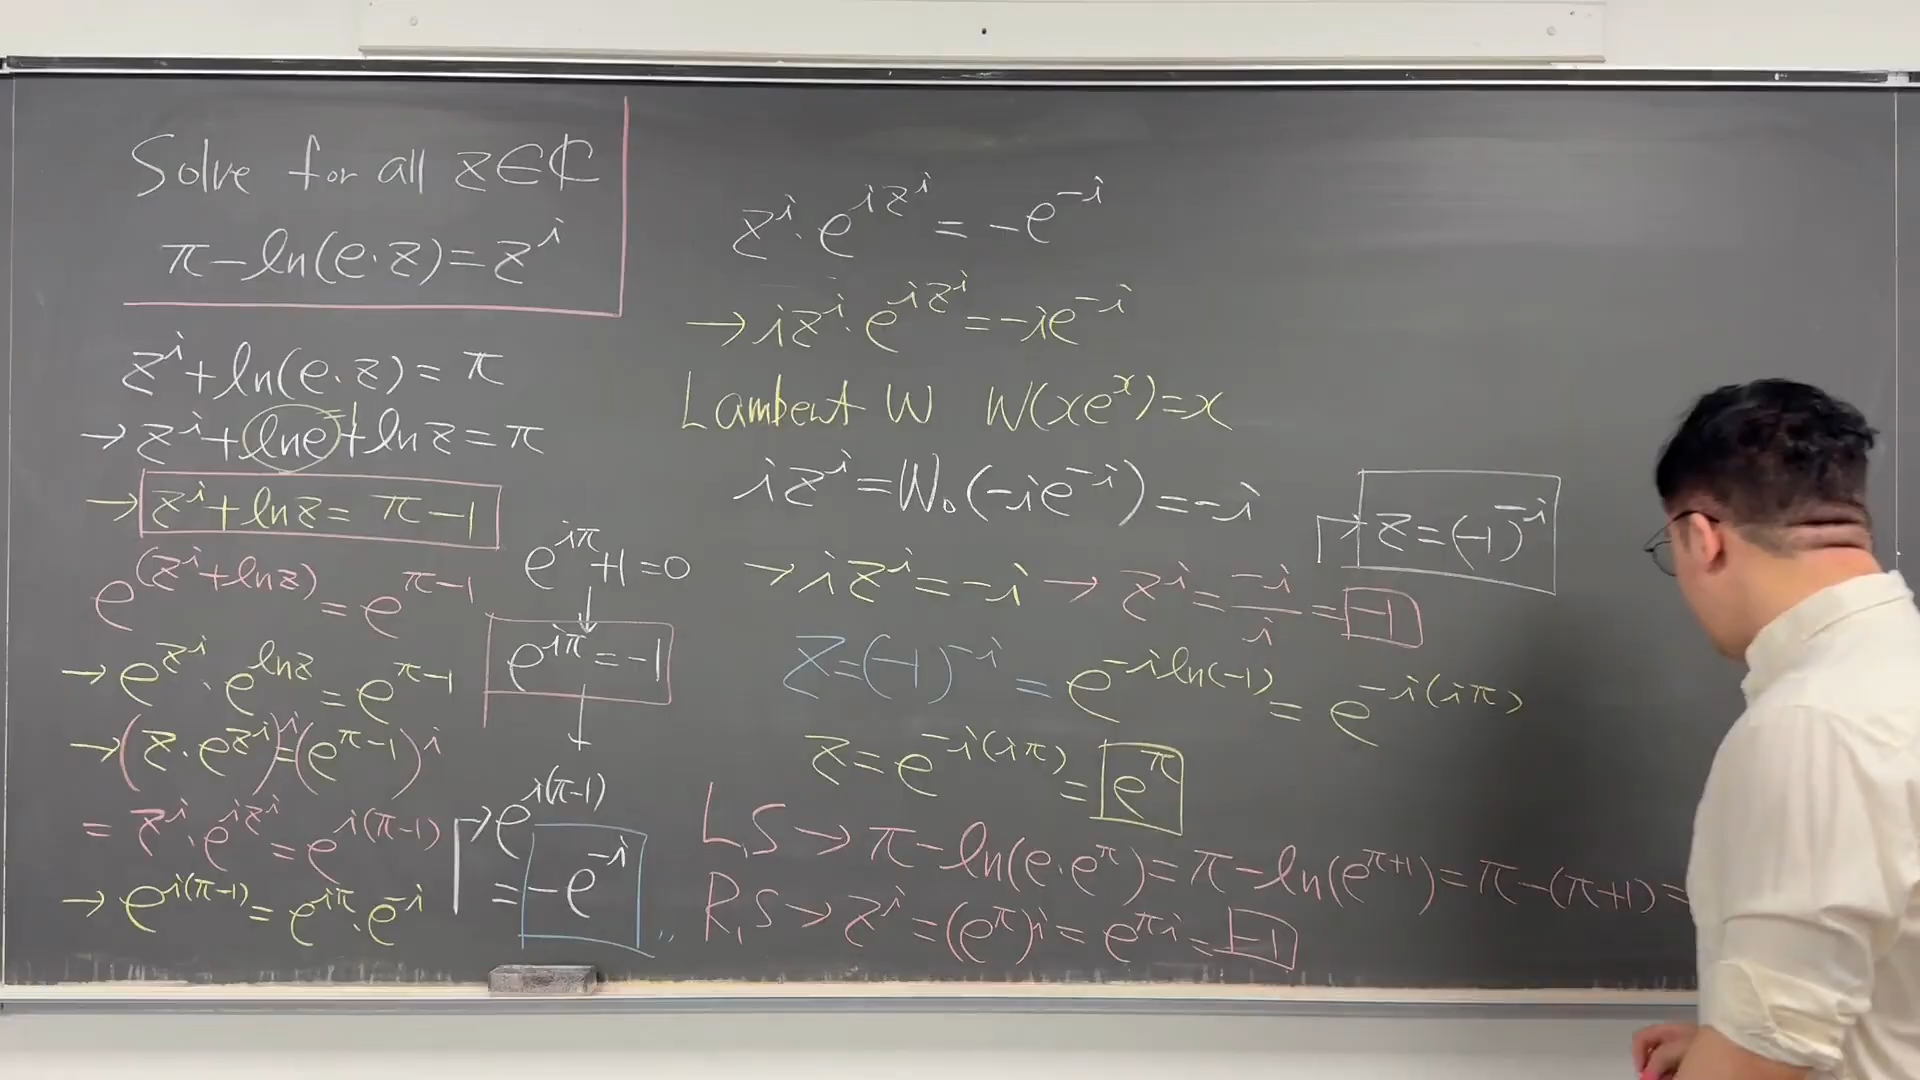 Solve for all z∈ℂ
π-ln(e·z)=z^i
z^i+ln(e·z)=π
→z^i+lne+lnz=π
→z^i+lnz=π-1
e^(z^i+lnz)=e^(π-1)
→e^(z^i)·e^(lnz)=e^(π-1)
→(z·e^(z^i))^i=(e^(π-1))^i
=z^i·e^(iz^i)=e^(i(π-1))
→e^(i(π-1))=e^(iπ)·e^(-i)
e^(iπ)+1=0
↓
e^(iπ)=-1
→e^(i(π-1))
=-e^(-i)
z^i·e^(iz^i)=-e^(-i)
→iz^i·e^(iz^i)=-ie^(-i)
Lambert W W(xe^x)=x
iz^i=W₀(-ie^(-i))=-i
→iz^i=-i→z^i=-i/i=-1
→z=(-1)^(-i)
z=(-1)^(-i)=e^(-iln(-1))=e^(-i(iπ))
z=e^(-i(iπ))=e^π
L.S→π-ln(e·e^π)=π-ln(e^(π+1))=π-(π+1)=
R.S→z^i=(e^π)^i=e^(πi)=-1